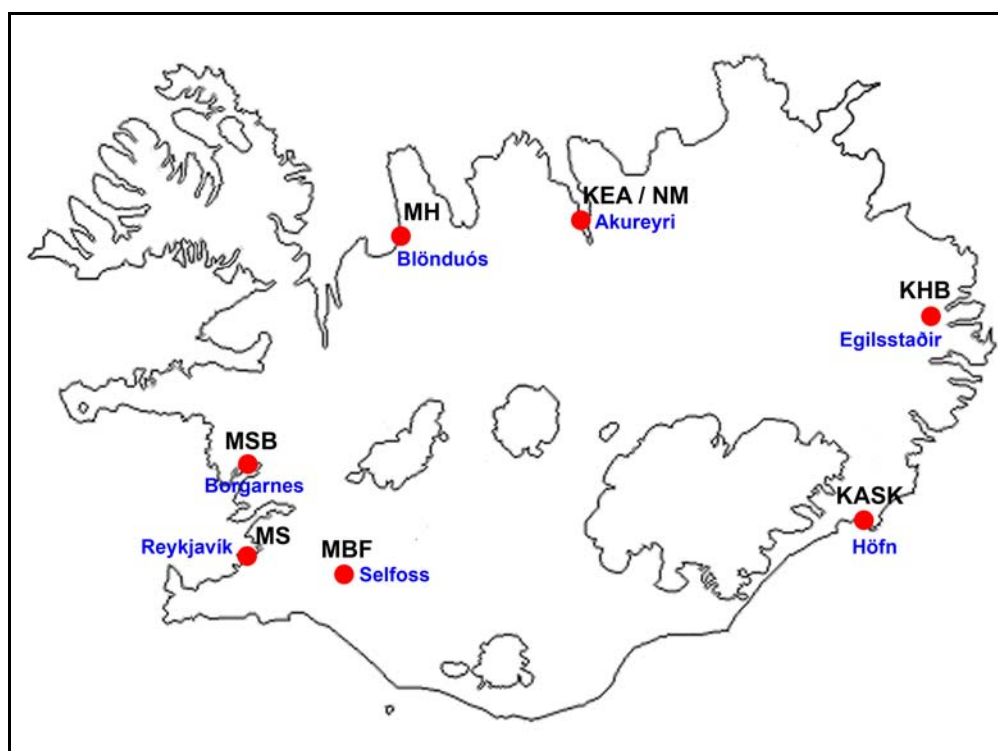 KEA / NM
MH
Akureyri
Blönduós
KHB
Egilsstaðir
MSB
Borgarnes
KASK
Reykjavík
MS
Höfn
MBF
Selfoss